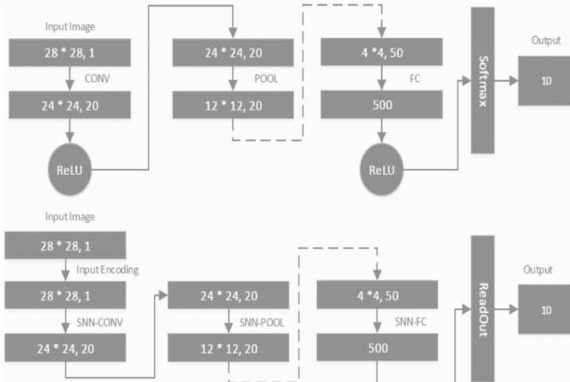 Input Image
28 * 28, 1
CONV
24 * 24, 20
ReLU
24 * 24, 20
POOL
12 * 12, 20
4 *4, 50
FC
500
ReLU
Softmax
Output
10
Input Image
28 * 28, 1
Input Encoding
28 * 28, 1
SNN-CONV
24 * 24, 20
24 * 24, 20
SNN-POOL
12 * 12, 20
4 *4, 50
SNN-FC
500
ReadOut
Output
10